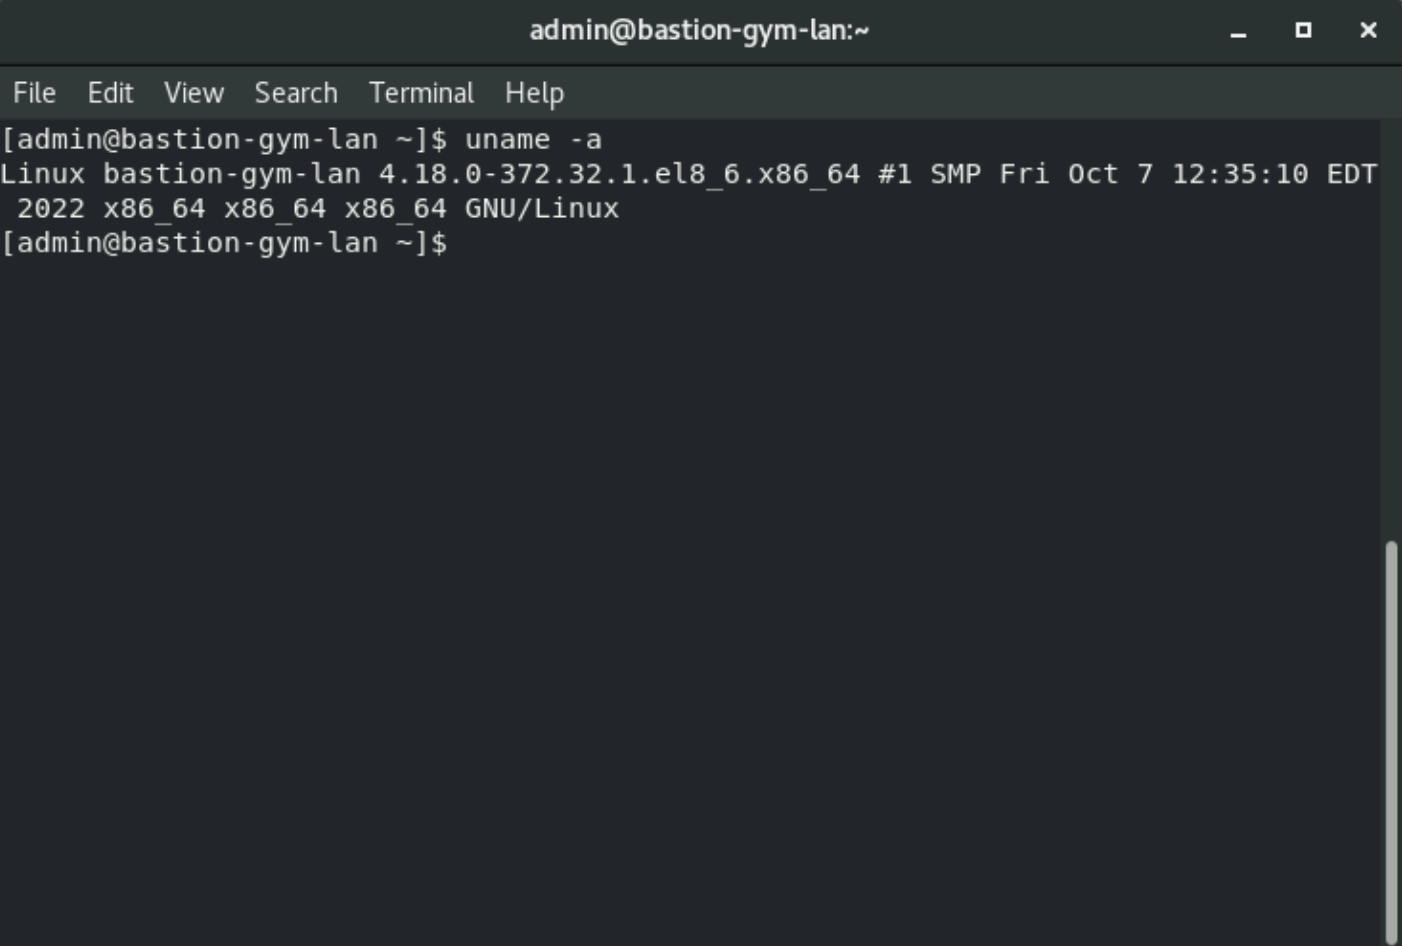 admin@bastion-gym-lan:~
File Edit View Search Terminal Help
[admin@bastion-gym-lan ~]$ uname -a
Linux bastion-gym-lan 4.18.0-372.32.1.el8_6.x86_64 #1 SMP Fri Oct 7 12:35:10 EDT
 2022 x86_64 x86_64 x86_64 GNU/Linux
[admin@bastion-gym-lan ~]$